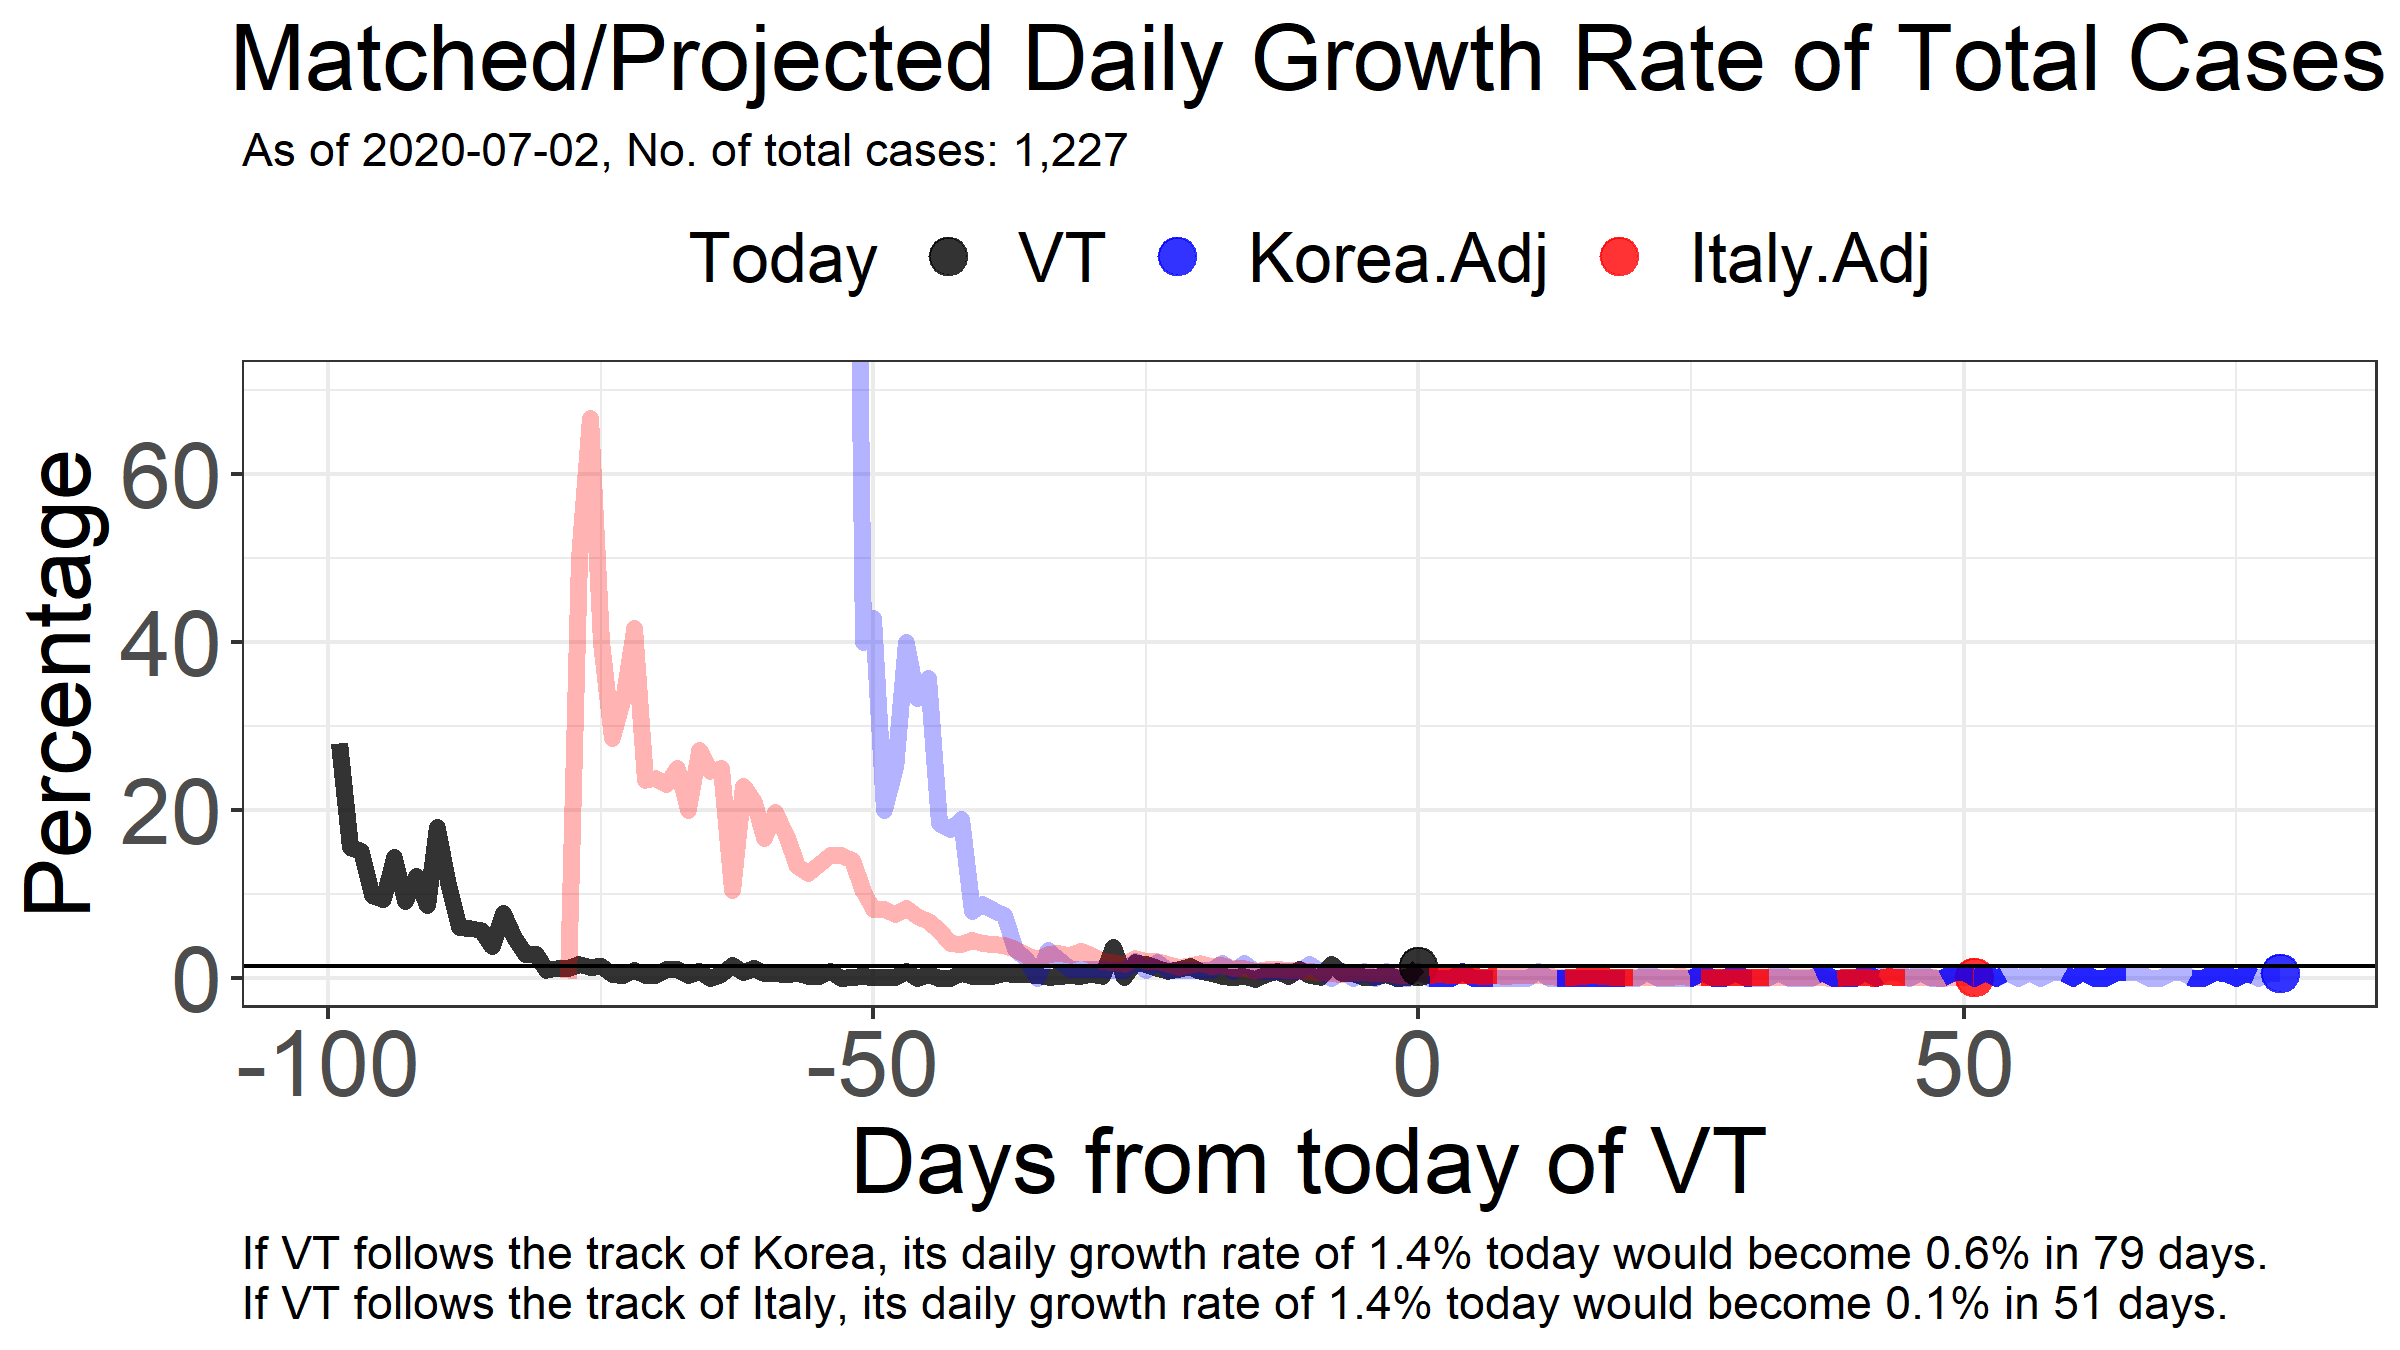 Matched/Projected Daily Growth Rate of Total Cases
As of 2020-07-02, No. of total cases: 1,227
Today VT Korea.Adj Italy.Adj
Percentage
60
40
20
0
-100 -50 0 50
Days from today of VT
If VT follows the track of Korea, its daily growth rate of 1.4% today would become 0.6% in 79 days.
If VT follows the track of Italy, its daily growth rate of 1.4% today would become 0.1% in 51 days.